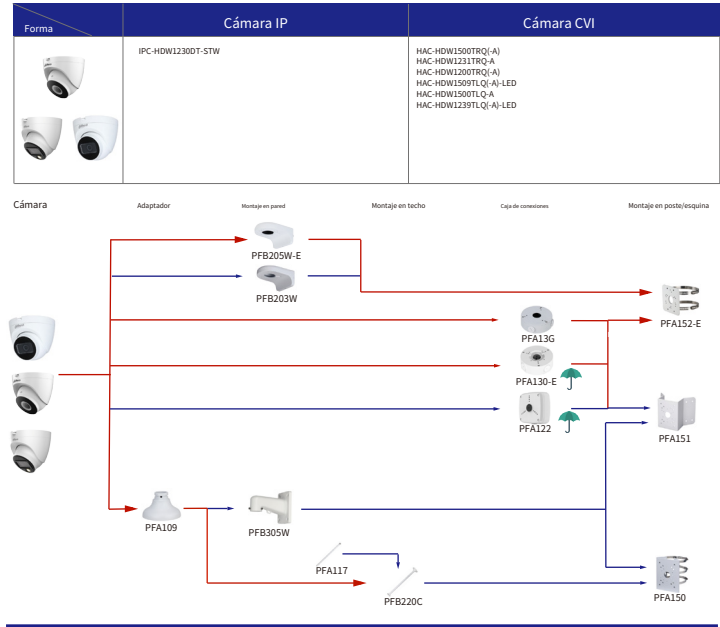 Forma
Cámara IP
Cámara CVI
IPC-HDW1230DT-STW
HAC-HDW1500TRQ(-A)
HAC-HDW1231TRQ-A
HAC-HDW1200TRQ(-A)
HAC-HDW1509TLQ(-A)-LED
HAC-HDW1500TLQ-A
HAC-HDW1239TLQ(-A)-LED
Cámara
Adaptador
Montaje en pared
Montaje en techo
Caja de conexiones
Montaje en poste/esquina
PFB205W-E
PFB203W
PFA152-E
PFA13G
PFA130-E
PFA122
PFA151
PFA109
PFB305W
PFA117
PFB220C
PFA150